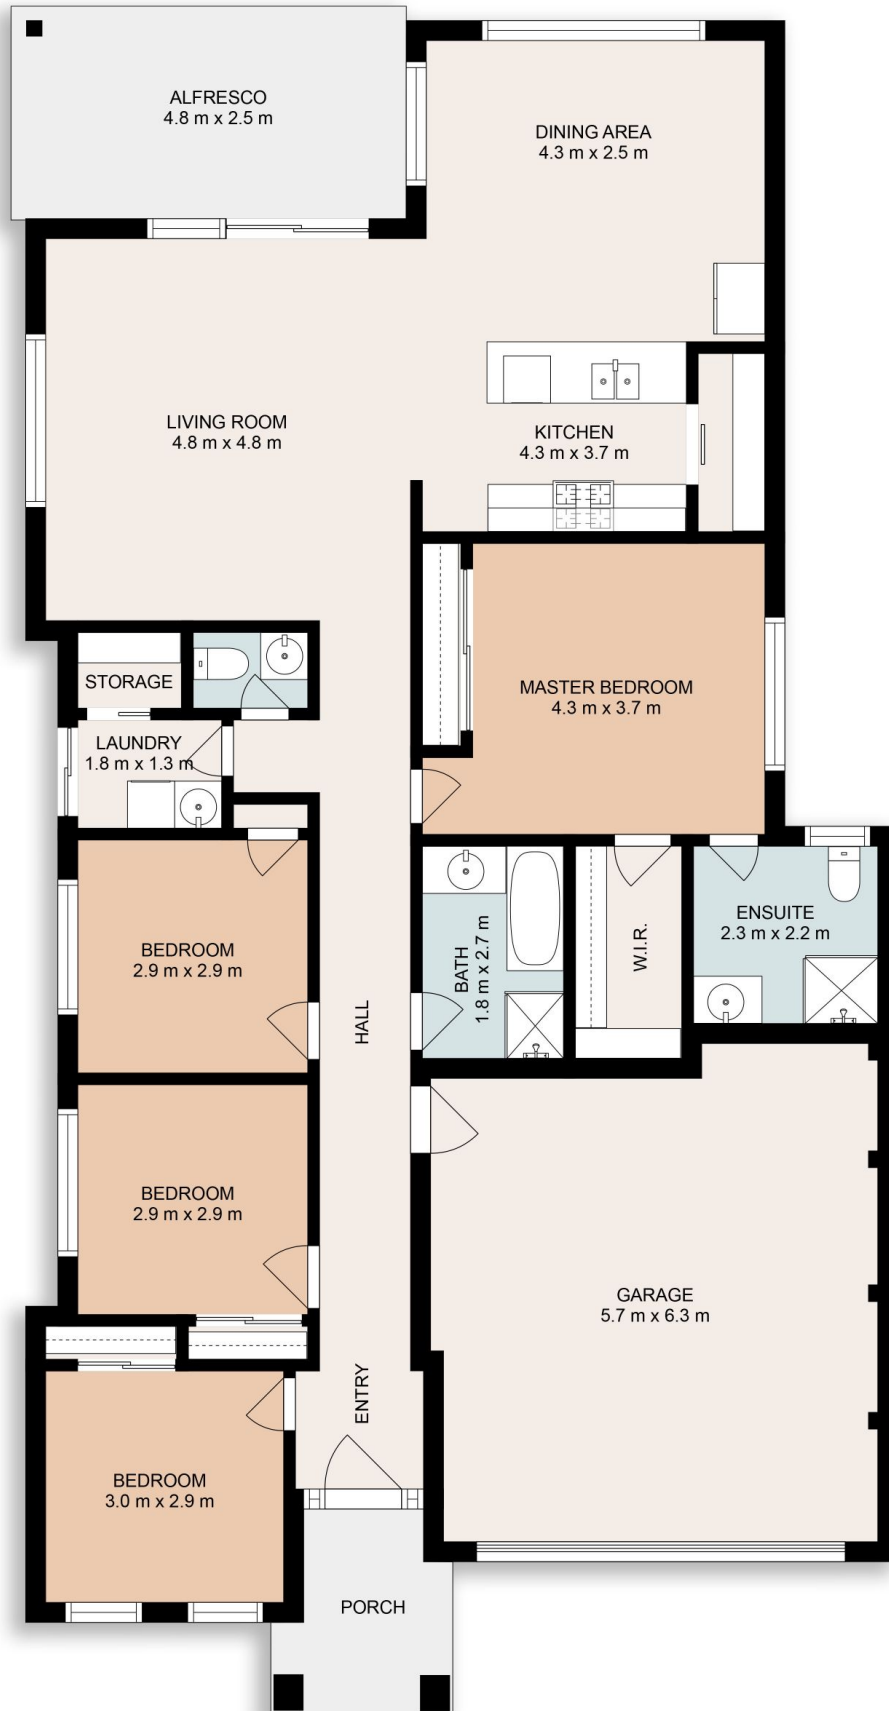 ALFRESCO
4.8 m x 2.5 m
DINING AREA
4.3 m x 2.5 m
LIVING ROOM
4.8 m x 4.8 m
KITCHEN
4.3 m x 3.7 m
STORAGE
MASTER BEDROOM
4.3 m x 3.7 m
LAUNDRY
1.8 m x 1.3 m
BEDROOM
2.9 m x 2.9 m
HALL
BATH
1.8 m x 2.7 m
W.I.R.
ENSUITE
2.3 m x 2.2 m
BEDROOM
2.9 m x 2.9 m
GARAGE
5.7 m x 6.3 m
ENTRY
BEDROOM
3.0 m x 2.9 m
PORCH